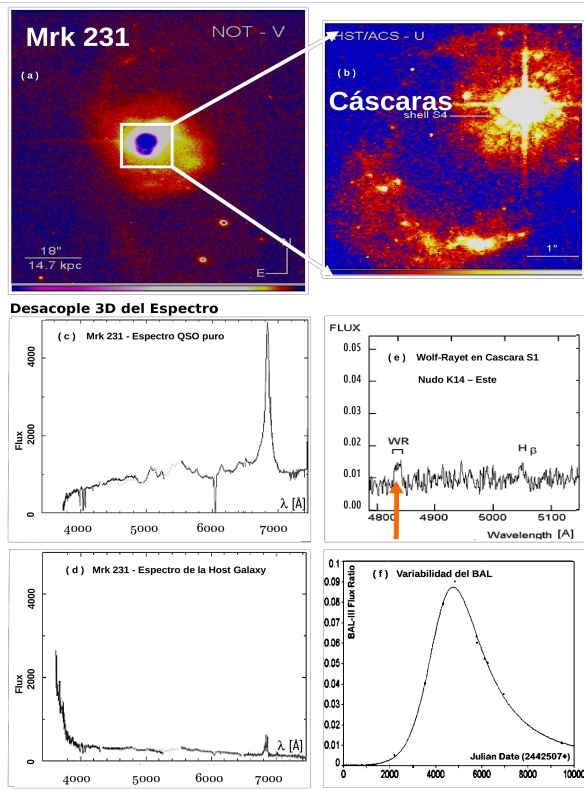 Mrk 231
NOT - V
( a )
18"
14.7 kpc
N
E
HST/ACS - U
( b )
Cáscaras
shell S4
1"
Desacople 3D del Espectro
( c ) Mrk 231 - Espectro QSO puro
Flux
4000
2000
0
λ [Å]
4000 5000 6000 7000
FLUX
( e ) Wolf-Rayet en Cascara S1
Nudo K14 – Este
0.05
0.04
0.03
0.02
0.01
0.00
WR
H β
4800 4900 5000 5100
Wavelength [A]
( d ) Mrk 231 - Espectro de la Host Galaxy
Flux
4000
2000
0
λ [Å]
4000 5000 6000 7000
( f ) Variabilidad del BAL
BAL-III Flux Ratio
0.1
0.09
0.08
0.07
0.06
0.05
0.04
0.03
0.02
0.01
0
Julian Date (2442507+)
0 2000 4000 6000 8000 10000